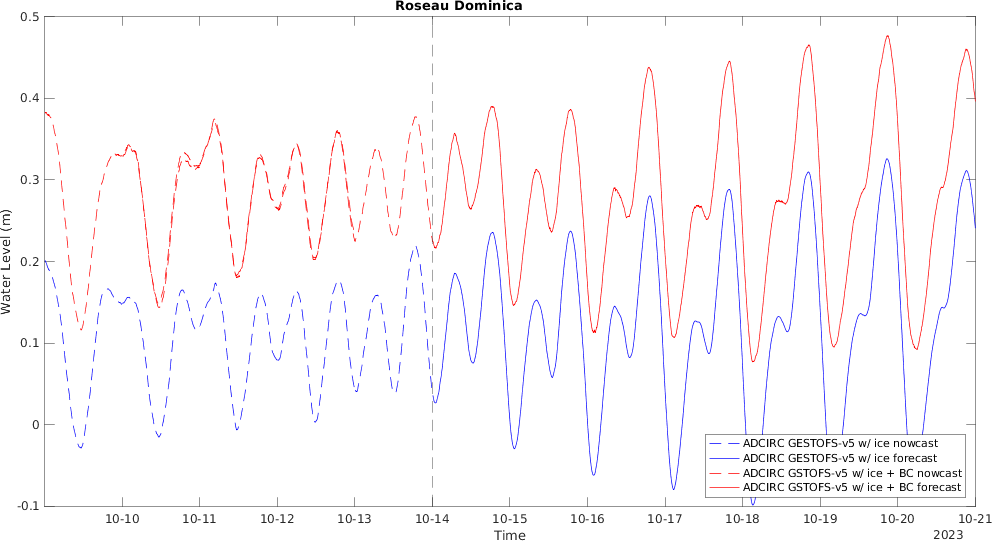 Roseau Dominica
0.5
0.4
0.3
0.2
0.1
0
-0.1
Water Level (m)
10-10 10-11 10-12 10-13 10-14 10-15 10-16 10-17 10-18 10-19 10-20 10-21
Time
2023
ADCIRC GESTOFS-v5 w/ ice nowcast
ADCIRC GESTOFS-v5 w/ ice forecast
ADCIRC GSTOFS-v5 w/ ice + BC nowcast
ADCIRC GSTOFS-v5 w/ ice + BC forecast